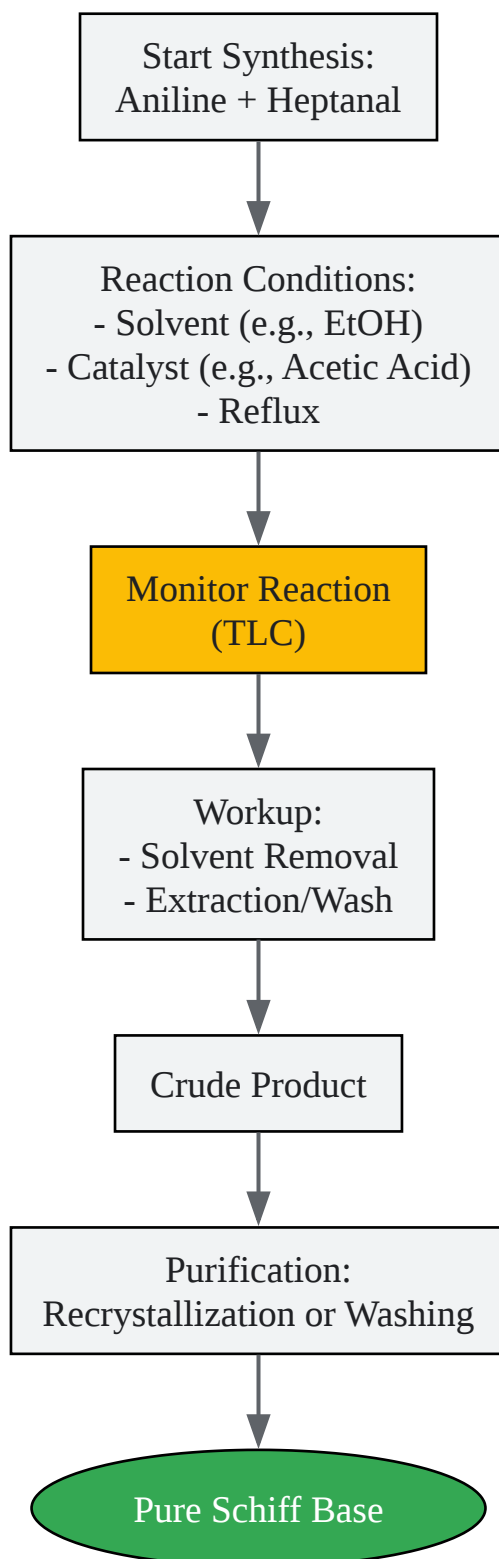 Start Synthesis:
Aniline + Heptanal
Reaction Conditions:
- Solvent (e.g., EtOH)
- Catalyst (e.g., Acetic Acid)
- Reflux
Monitor Reaction
(TLC)
Workup:
- Solvent Removal
- Extraction/Wash
Crude Product
Purification:
Recrystallization or Washing
Pure Schiff Base